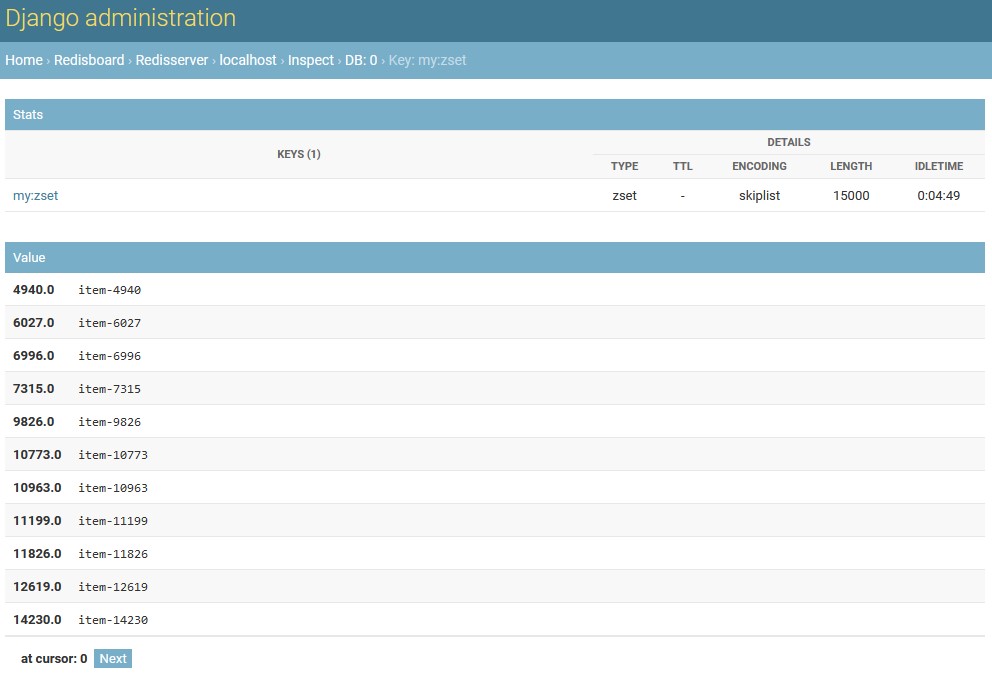 Django administration
Home › Redisboard › Redisserver › localhost › Inspect › DB: 0 › Key: my:zset
Stats
KEYS (1) DETAILS
TYPE TTL ENCODING LENGTH IDLETIME
my:zset zset - skiplist 15000 0:04:49
Value
4940.0 item-4940
6027.0 item-6027
6996.0 item-6996
7315.0 item-7315
9826.0 item-9826
10773.0 item-10773
10963.0 item-10963
11199.0 item-11199
11826.0 item-11826
12619.0 item-12619
14230.0 item-14230
at cursor: 0 Next